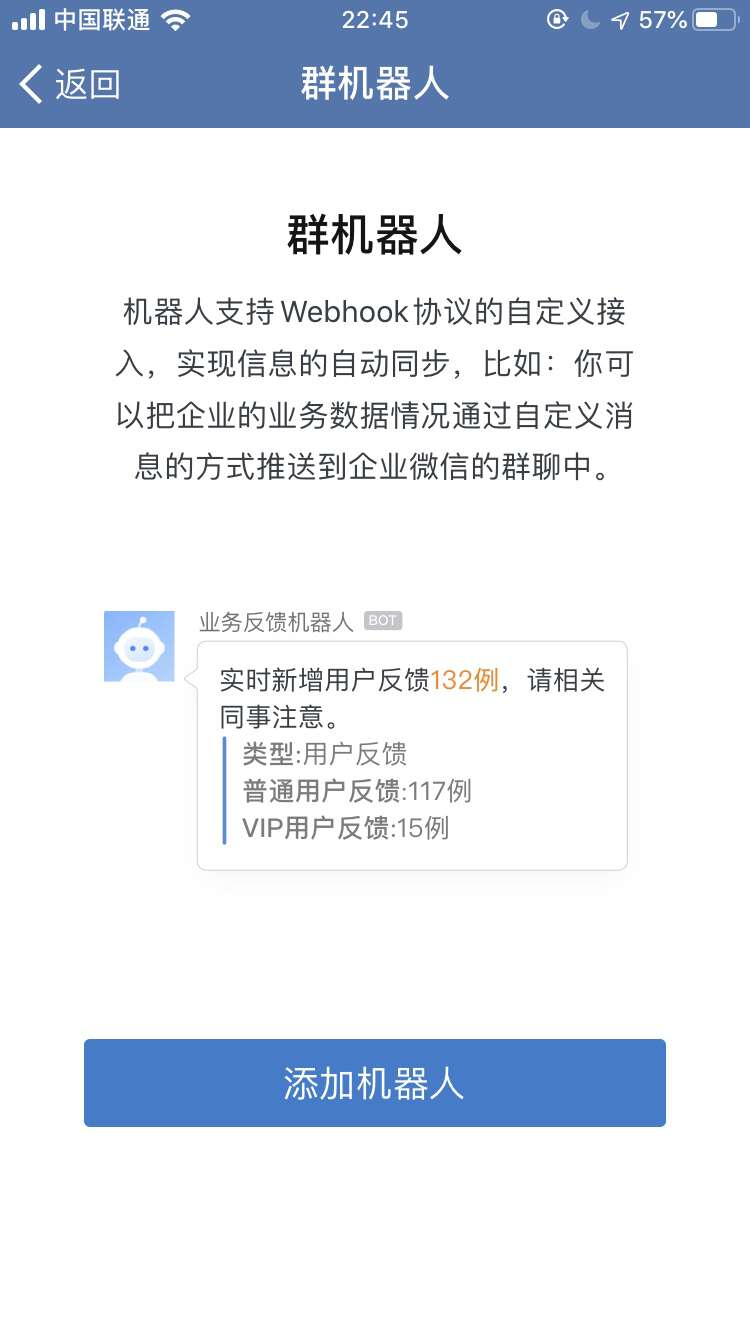 中国联通
22:45
57%
返回
群机器人
群机器人
机器人支持Webhook协议的自定义接
入，实现信息的自动同步，比如：你可
以把企业的业务数据情况通过自定义消
息的方式推送到企业微信的群聊中。
业务反馈机器人 BOT
实时新增用户反馈132例，请相关
同事注意。
类型:用户反馈
普通用户反馈:117例
VIP用户反馈:15例
添加机器人